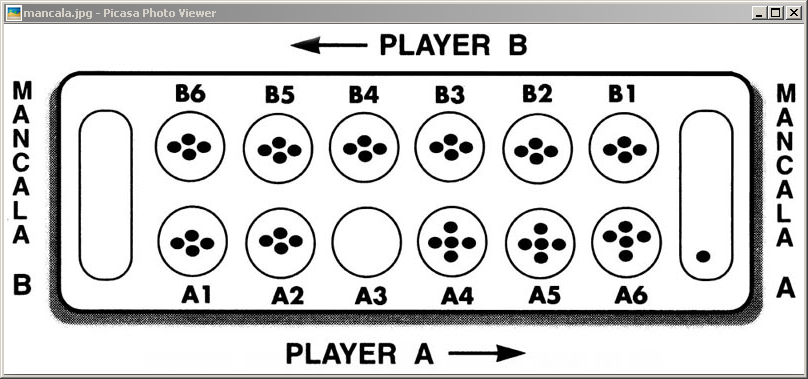 mancala.jpg - Picasa Photo Viewer
PLAYER B
B6 B5 B4 B3 B2 B1
MANCALA B
MANCALA A
A1 A2 A3 A4 A5 A6
PLAYER A